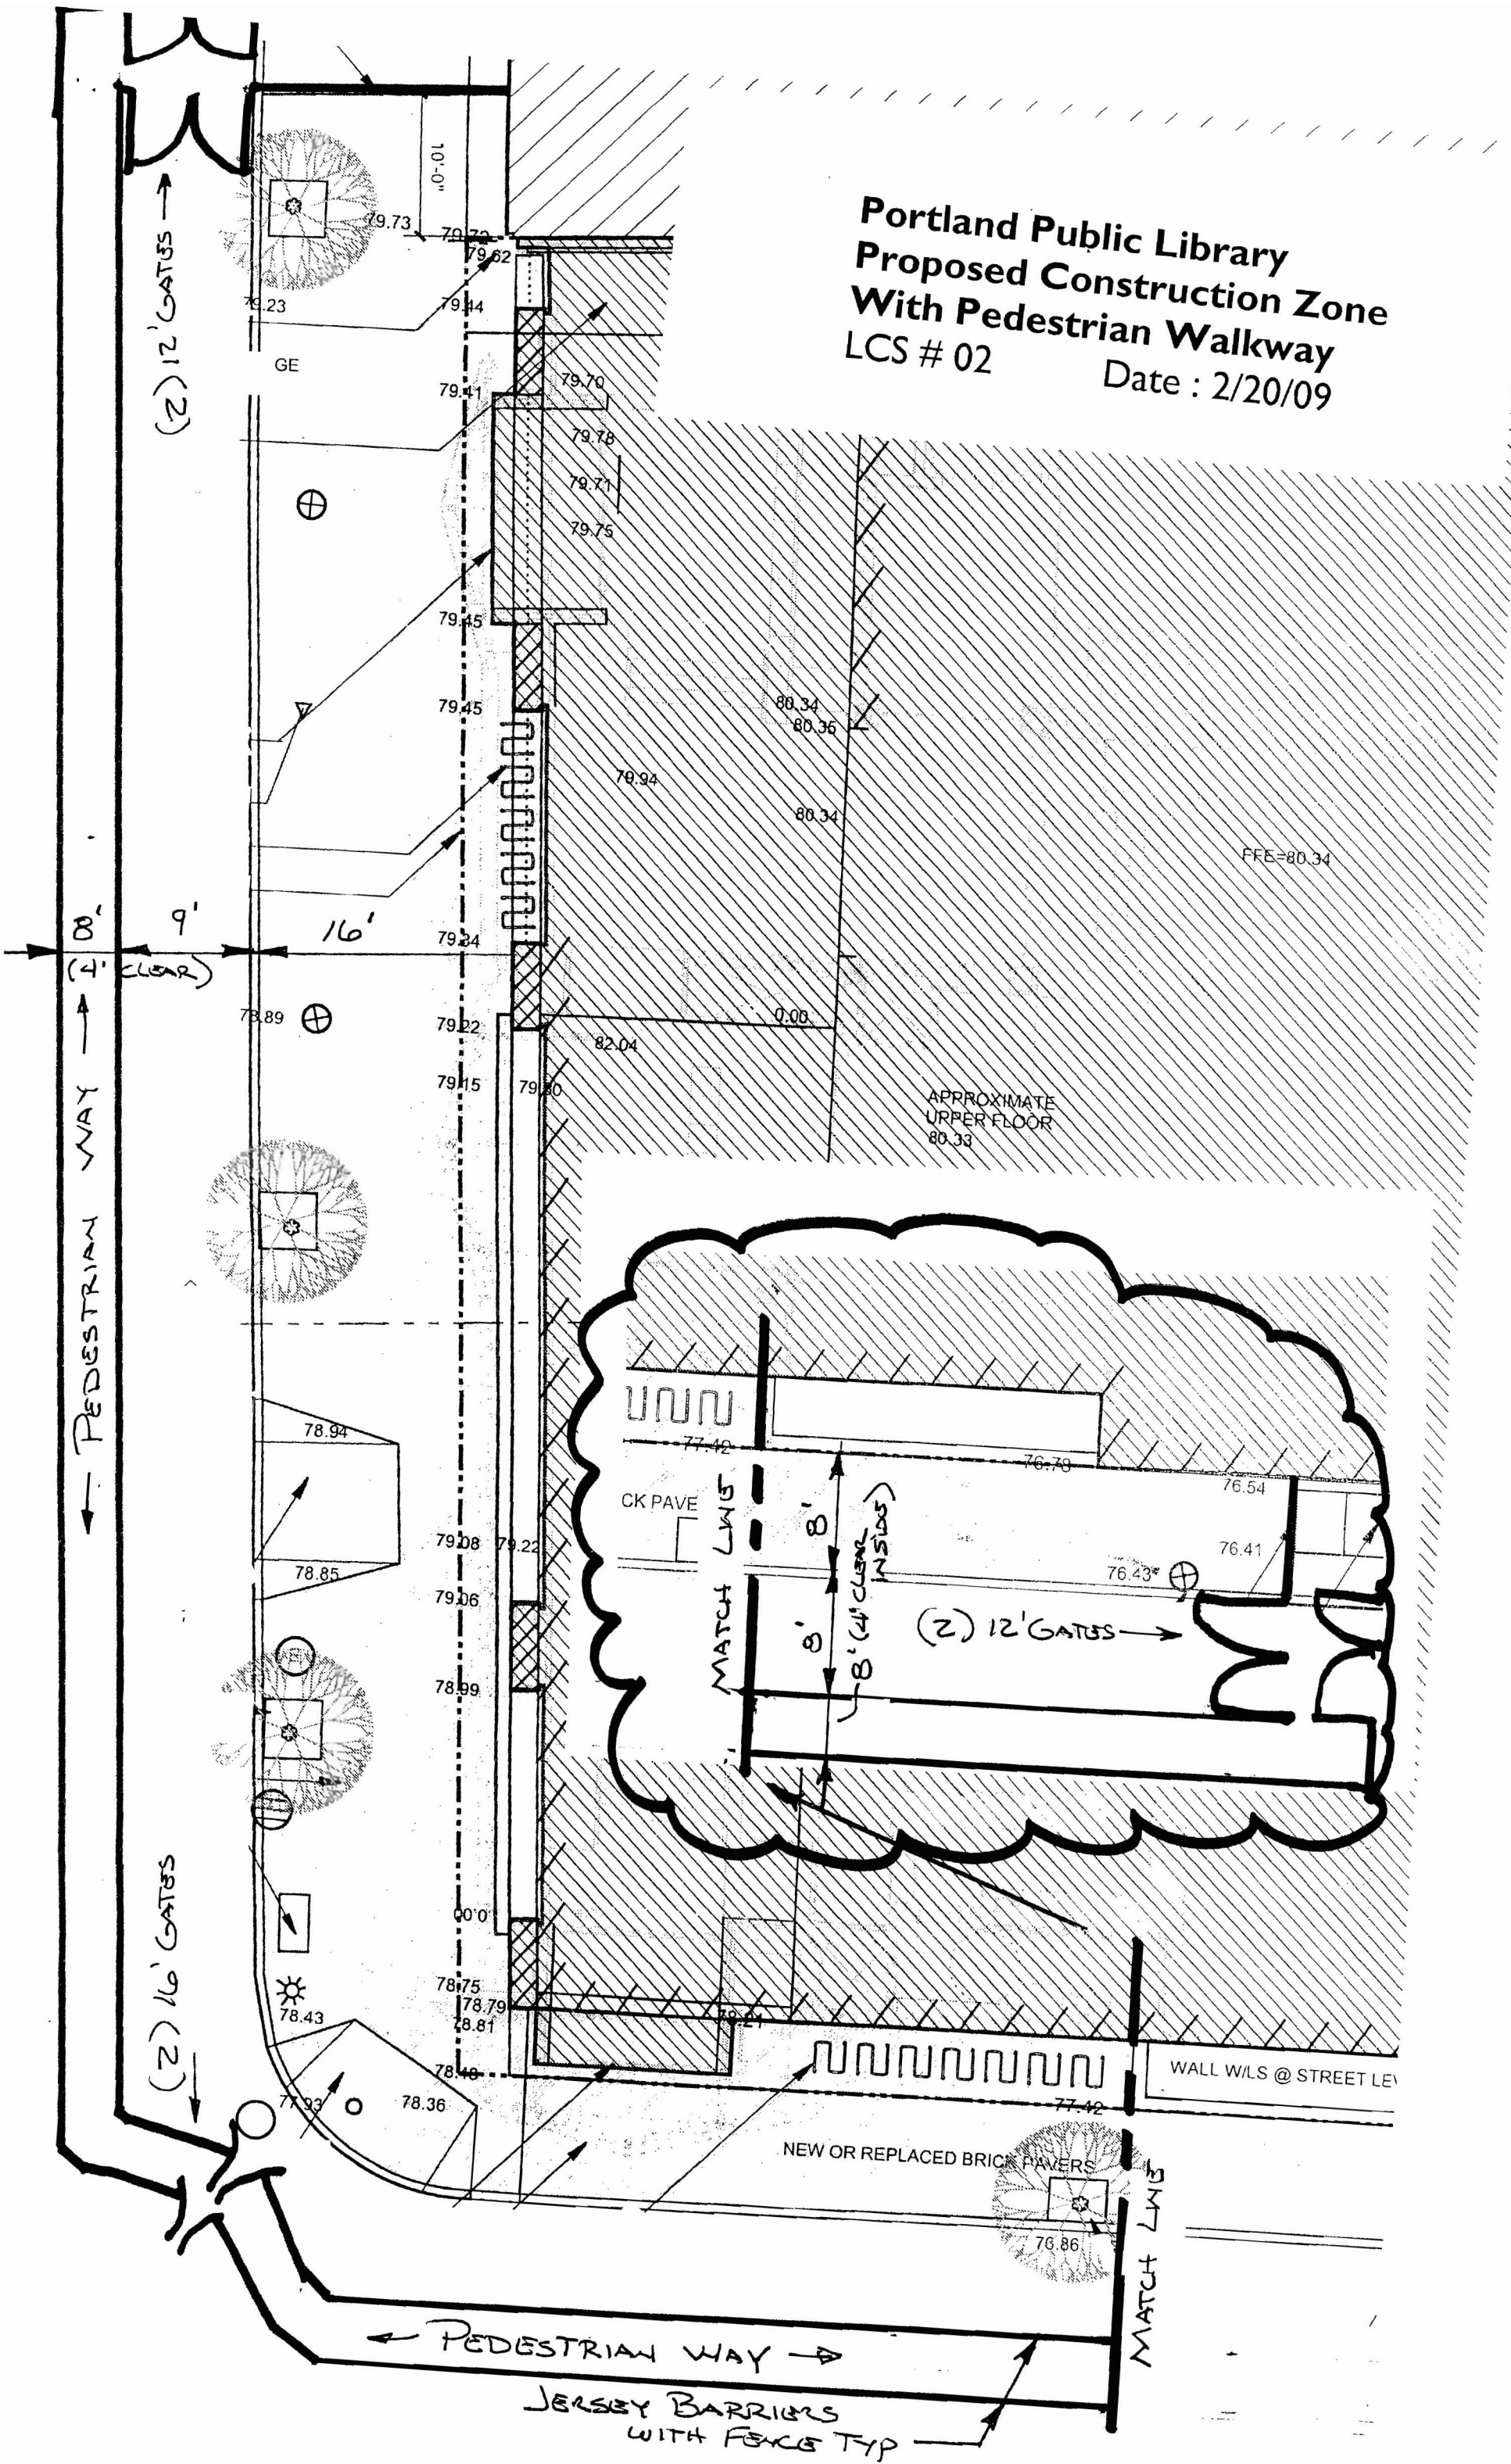 Portland Public Library
Proposed Construction Zone
With Pedestrian Walkway
LCS # 02 Date : 2/20/09
10'-0"
(2) 12' GATES
79.73
79.72
79.62
79.23
79.44
GE
79.41
79.70
79.78
79.71
79.75
79.45
79.45
80.34
80.35
79.94
80.34
FFE=80.34
8'
9'
16'
(4' CLEAR)
79.34
78.89
79.22
0.00
82.04
79.15
79.30
APPROXIMATE
UPPER FLOOR
80.33
PEDESTRIAN WAY
78.94
77.42
76.78
76.54
CK PAVE
MATCH LINE
8'
8'
8' (4' CLEAR
INSIDE)
79.08
79.22
76.41
76.43
78.85
79.06
(2) 12' GATES
78.99
(2) 16' GATES
0.00
78.75
78.79
78.81
78.43
78.21
78.48
WALL W/LS @ STREET LEV
77.93
78.36
77.42
NEW OR REPLACED BRICK PAVERS
76.86
MATCH LINE
PEDESTRIAN WAY
JERSEY BARRIERS
WITH FENCE TYP